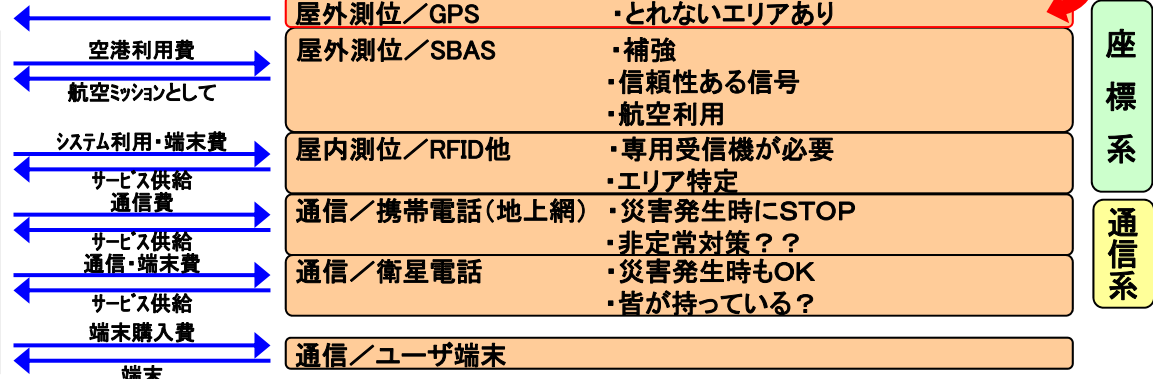 屋外測位／GPS ・とれないエリアあり
空港利用費
航空ミッションとして
屋外測位／SBAS ・補強
・信頼性ある信号
・航空利用
システム利用・端末費
サービス供給
屋内測位／RFID他 ・専用受信機が必要
・エリア特定
通信費
サービス供給
通信／携帯電話（地上網） ・災害発生時にＳＴＯＰ
・非定常対策？？
通信・端末費
サービス供給
通信／衛星電話 ・災害発生時もOK
・皆が持っている？
端末購入費
端末
通信／ユーザ端末
座標系
通信系